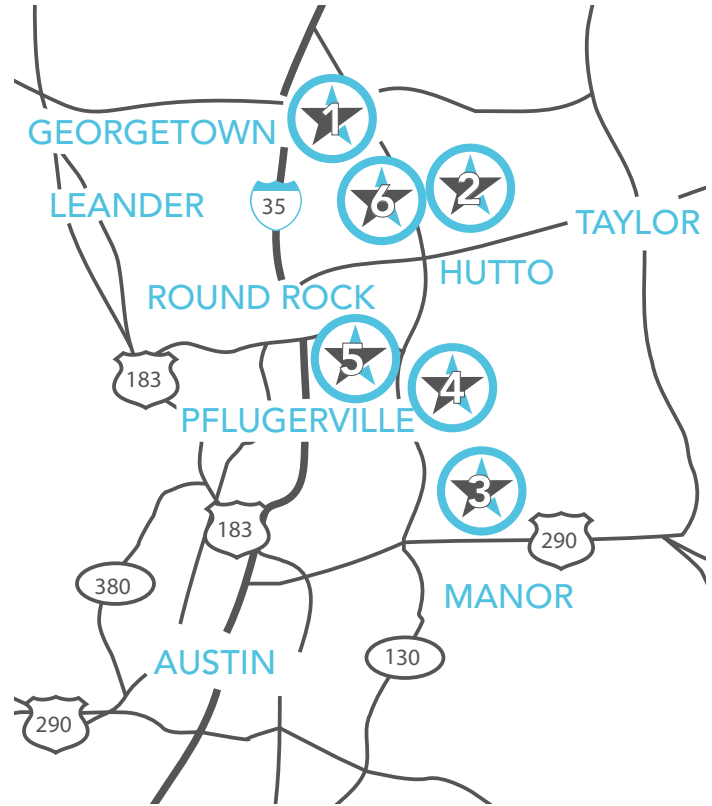 1
GEORGETOWN
2
LEANDER
35
6
TAYLOR
HUTTO
ROUND ROCK
5
183
4
PFLUGERVILLE
3
183
290
380
MANOR
130
AUSTIN
290